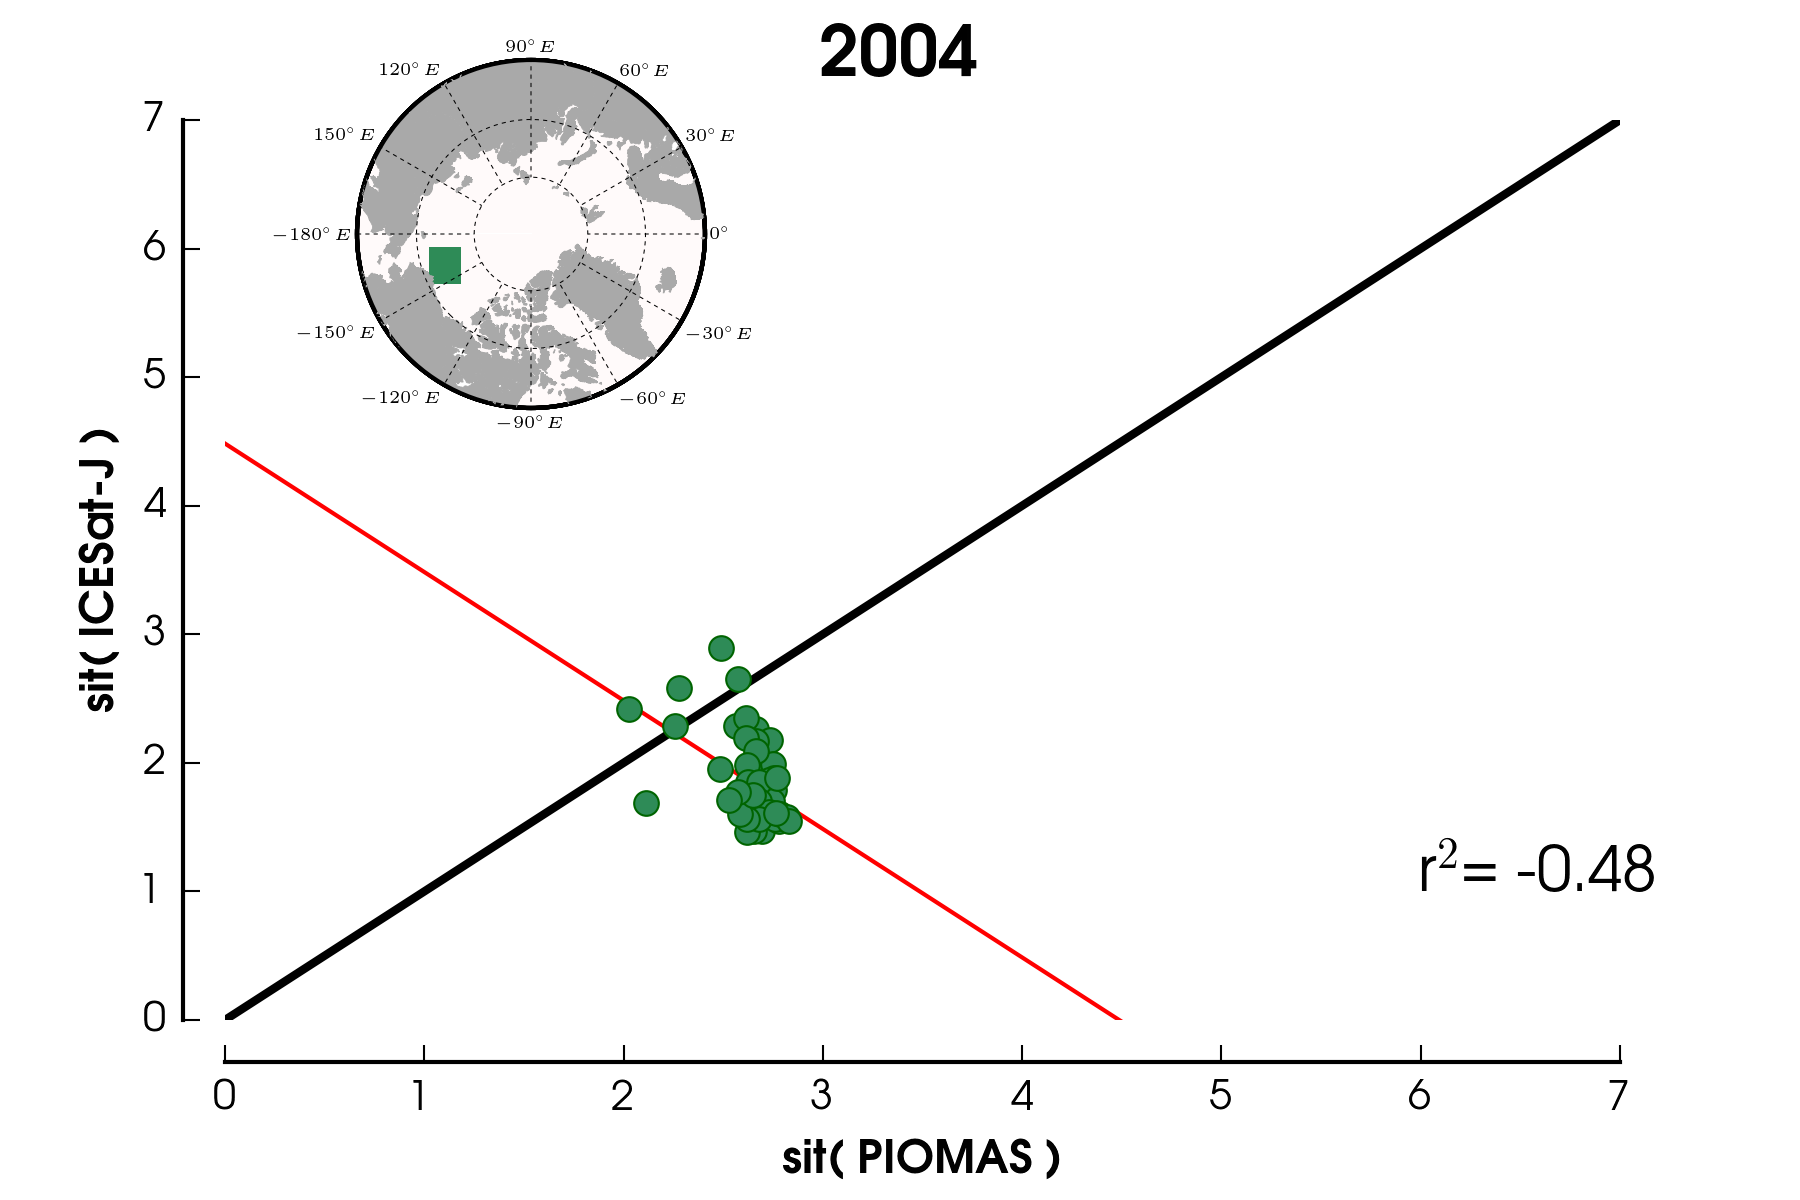 2004
90° E
120° E
60° E
150° E
30° E
−180° E
0°
−150° E
−30° E
−120° E
−60° E
−90° E
7
6
5
4
3
2
1
0
sit( ICESat-J )
r²= -0.48
0 1 2 3 4 5 6 7
sit( PIOMAS )